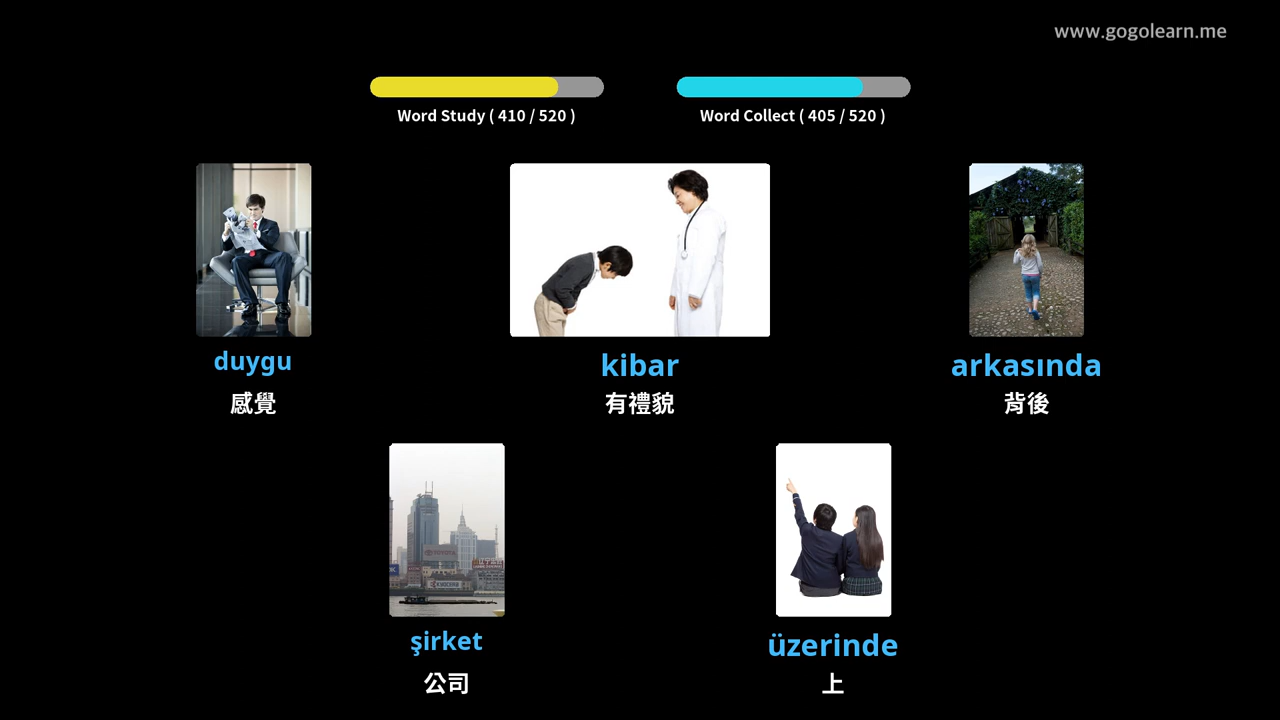 www.gogolearn.me
Word Study ( 410 / 520 )
Word Collect ( 405 / 520 )
duygu
感覺
kibar
有禮貌
arkasında
背後
TOYOTA
şirket
公司
üzerinde
上